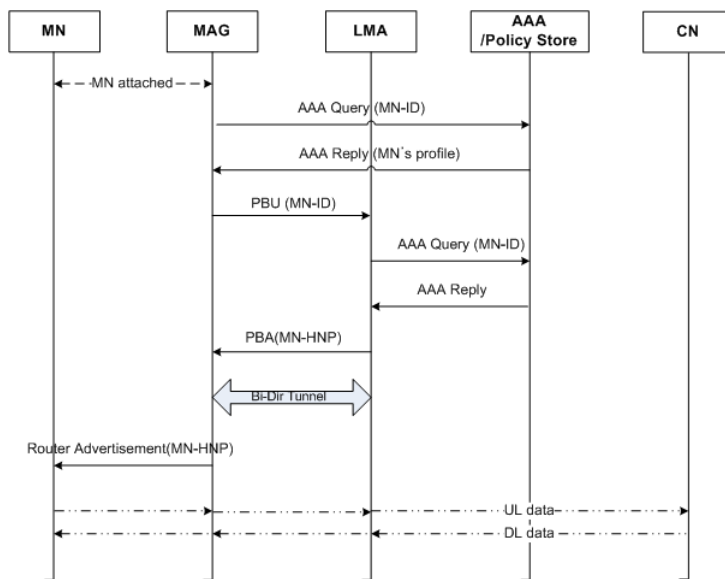 MN
MAG
LMA
AAA
/Policy Store
CN
MN attached
AAA Query (MN-ID)
AAA Reply (MN`s profile)
PBU (MN-ID)
AAA Query (MN-ID)
AAA Reply
PBA(MN-HNP)
Bi-Dir Tunnel
Router Advertisement(MN-HNP)
UL data
DL data